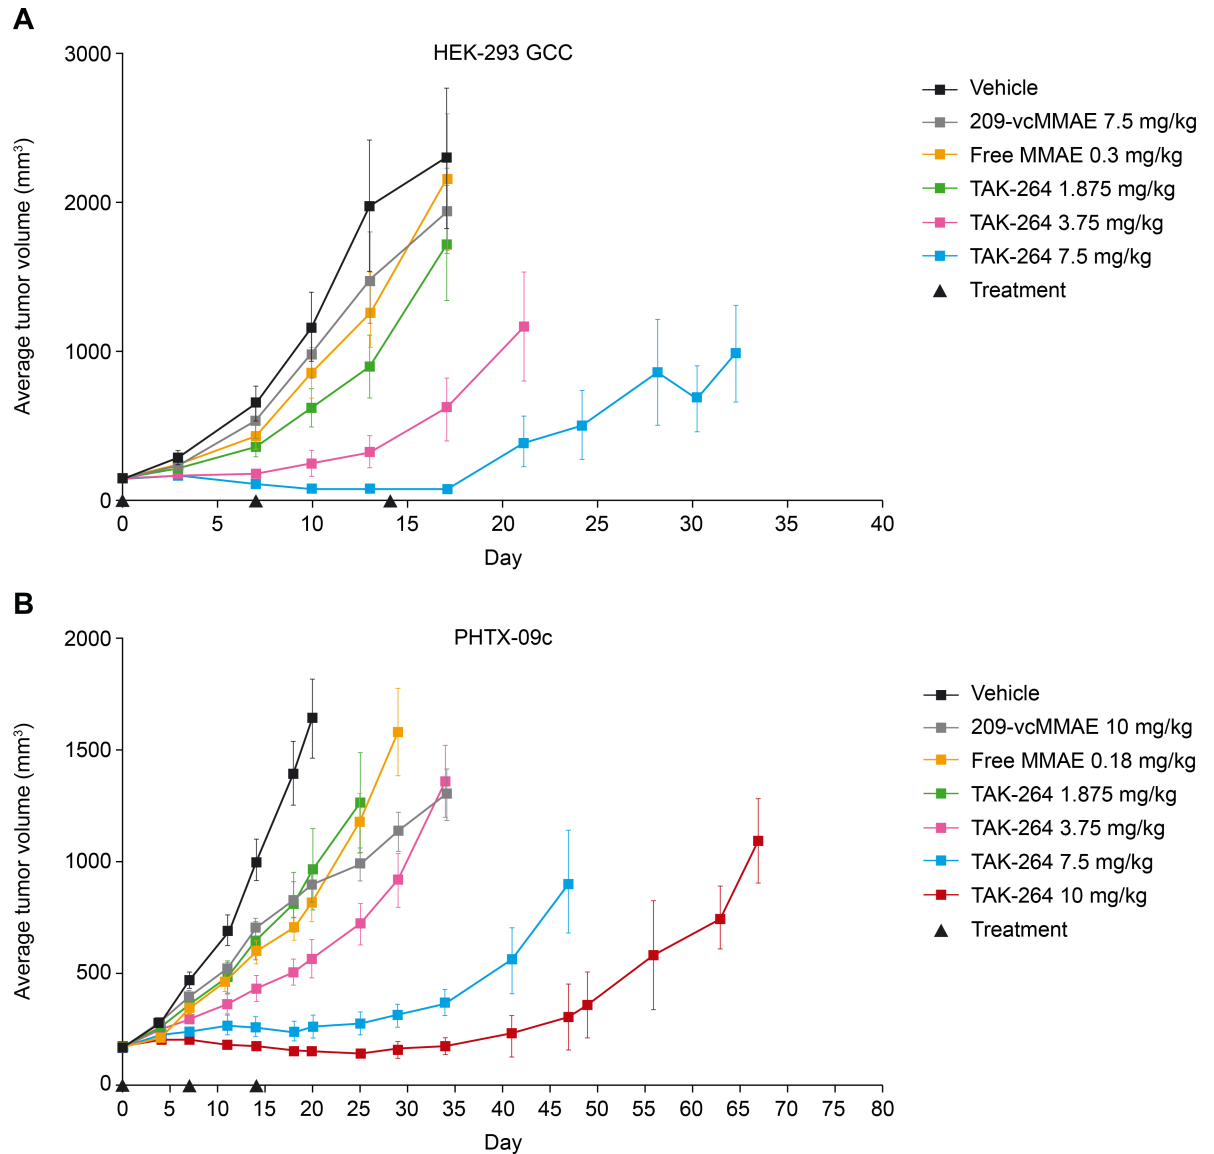 A
HEK-293 GCC
3000
2000
1000
0
Average tumor volume (mm³)
0 5 10 15 20 25 30 35 40
Day
Vehicle
209-vcMMAE 7.5 mg/kg
Free MMAE 0.3 mg/kg
TAK-264 1.875 mg/kg
TAK-264 3.75 mg/kg
TAK-264 7.5 mg/kg
Treatment
B
PHTX-09c
2000
1500
1000
500
0
Average tumor volume (mm³)
0 5 10 15 20 25 30 35 40 45 50 55 60 65 70 75 80
Day
Vehicle
209-vcMMAE 10 mg/kg
Free MMAE 0.18 mg/kg
TAK-264 1.875 mg/kg
TAK-264 3.75 mg/kg
TAK-264 7.5 mg/kg
TAK-264 10 mg/kg
Treatment